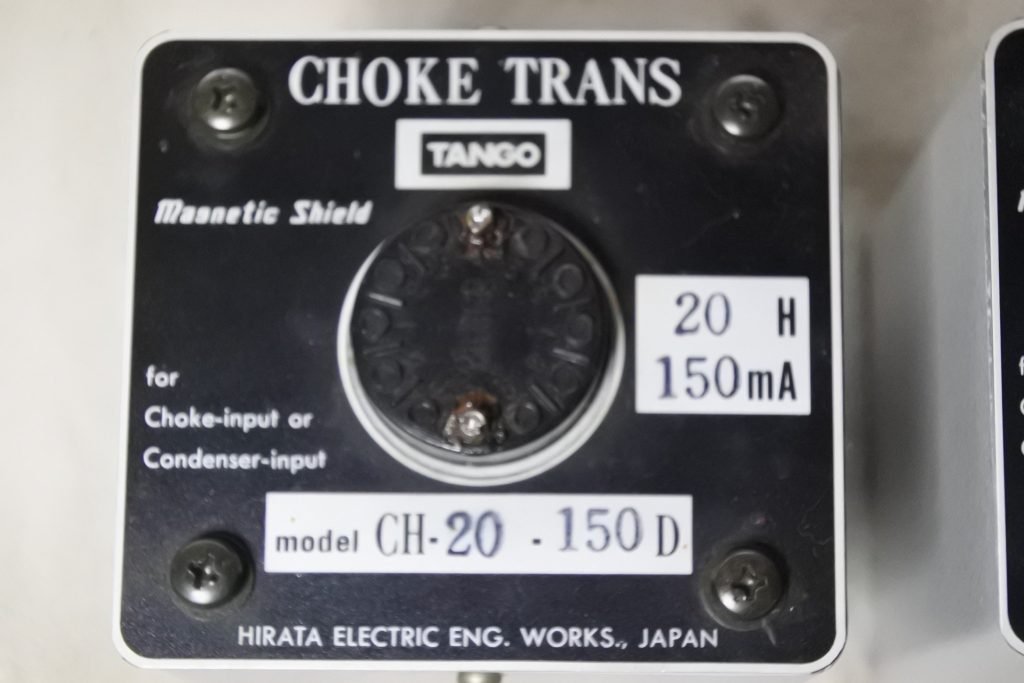 CHOKE TRANS
TANGO
Magnetic Shield
20 H
150mA
for
Choke-input or
Condenser-input
model CH-20 - 150 D
HIRATA ELECTRIC ENG. WORKS., JAPAN